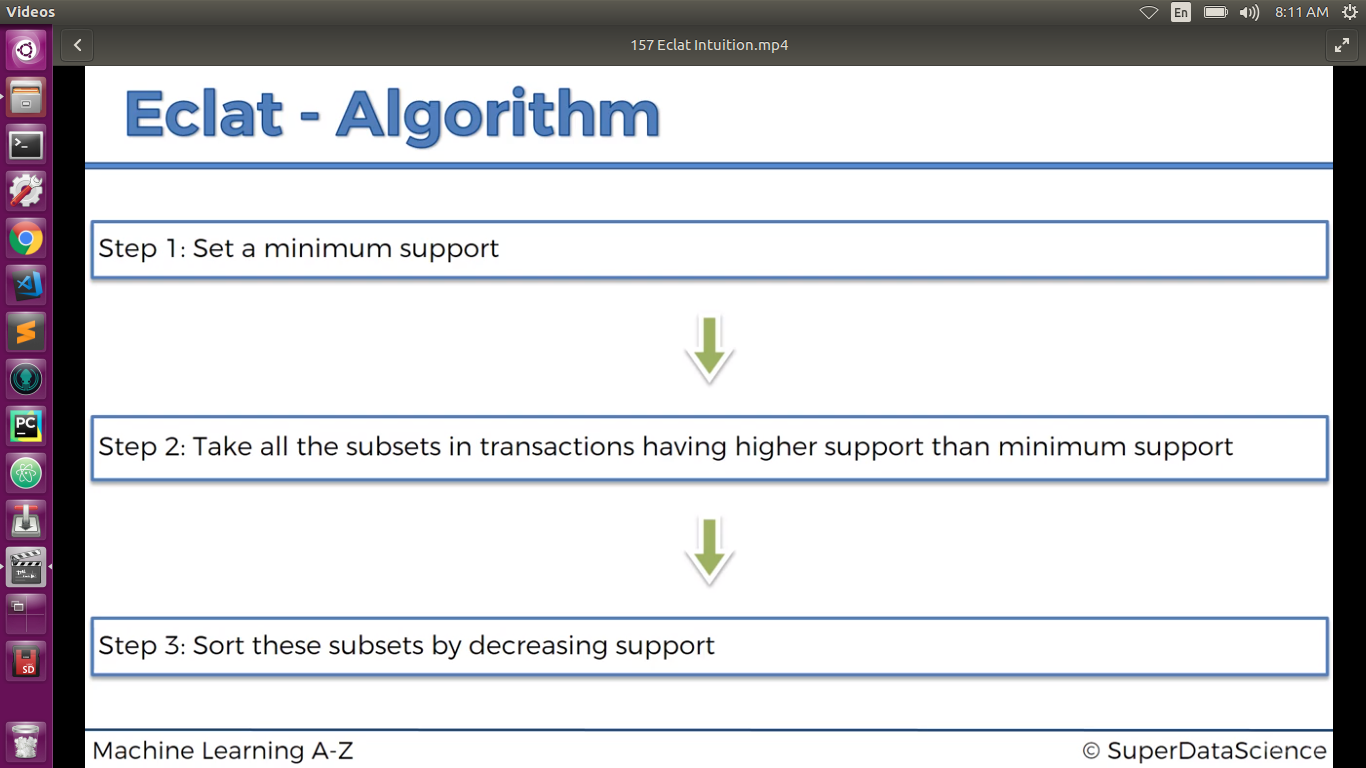 Videos
En
8:11 AM
157 Eclat Intuition.mp4
Eclat - Algorithm
Step 1: Set a minimum support
Step 2: Take all the subsets in transactions having higher support than minimum support
Step 3: Sort these subsets by decreasing support
PC
SD
Machine Learning A-Z
© SuperDataScience